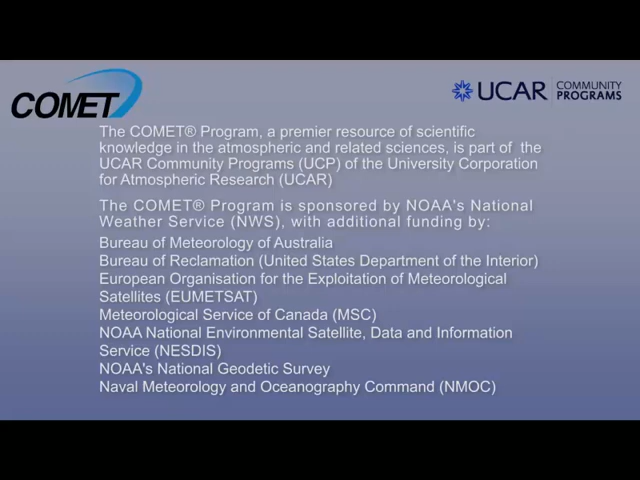 COMET
UCAR COMMUNITY PROGRAMS
The COMET® Program, a premier resource of scientific
knowledge in the atmospheric and related sciences, is part of the
UCAR Community Programs (UCP) of the University Corporation
for Atmospheric Research (UCAR)
The COMET® Program is sponsored by NOAA's National
Weather Service (NWS), with additional funding by:
Bureau of Meteorology of Australia
Bureau of Reclamation (United States Department of the Interior)
European Organisation for the Exploitation of Meteorological
Satellites (EUMETSAT)
Meteorological Service of Canada (MSC)
NOAA National Environmental Satellite, Data and Information
Service (NESDIS)
NOAA's National Geodetic Survey
Naval Meteorology and Oceanography Command (NMOC)